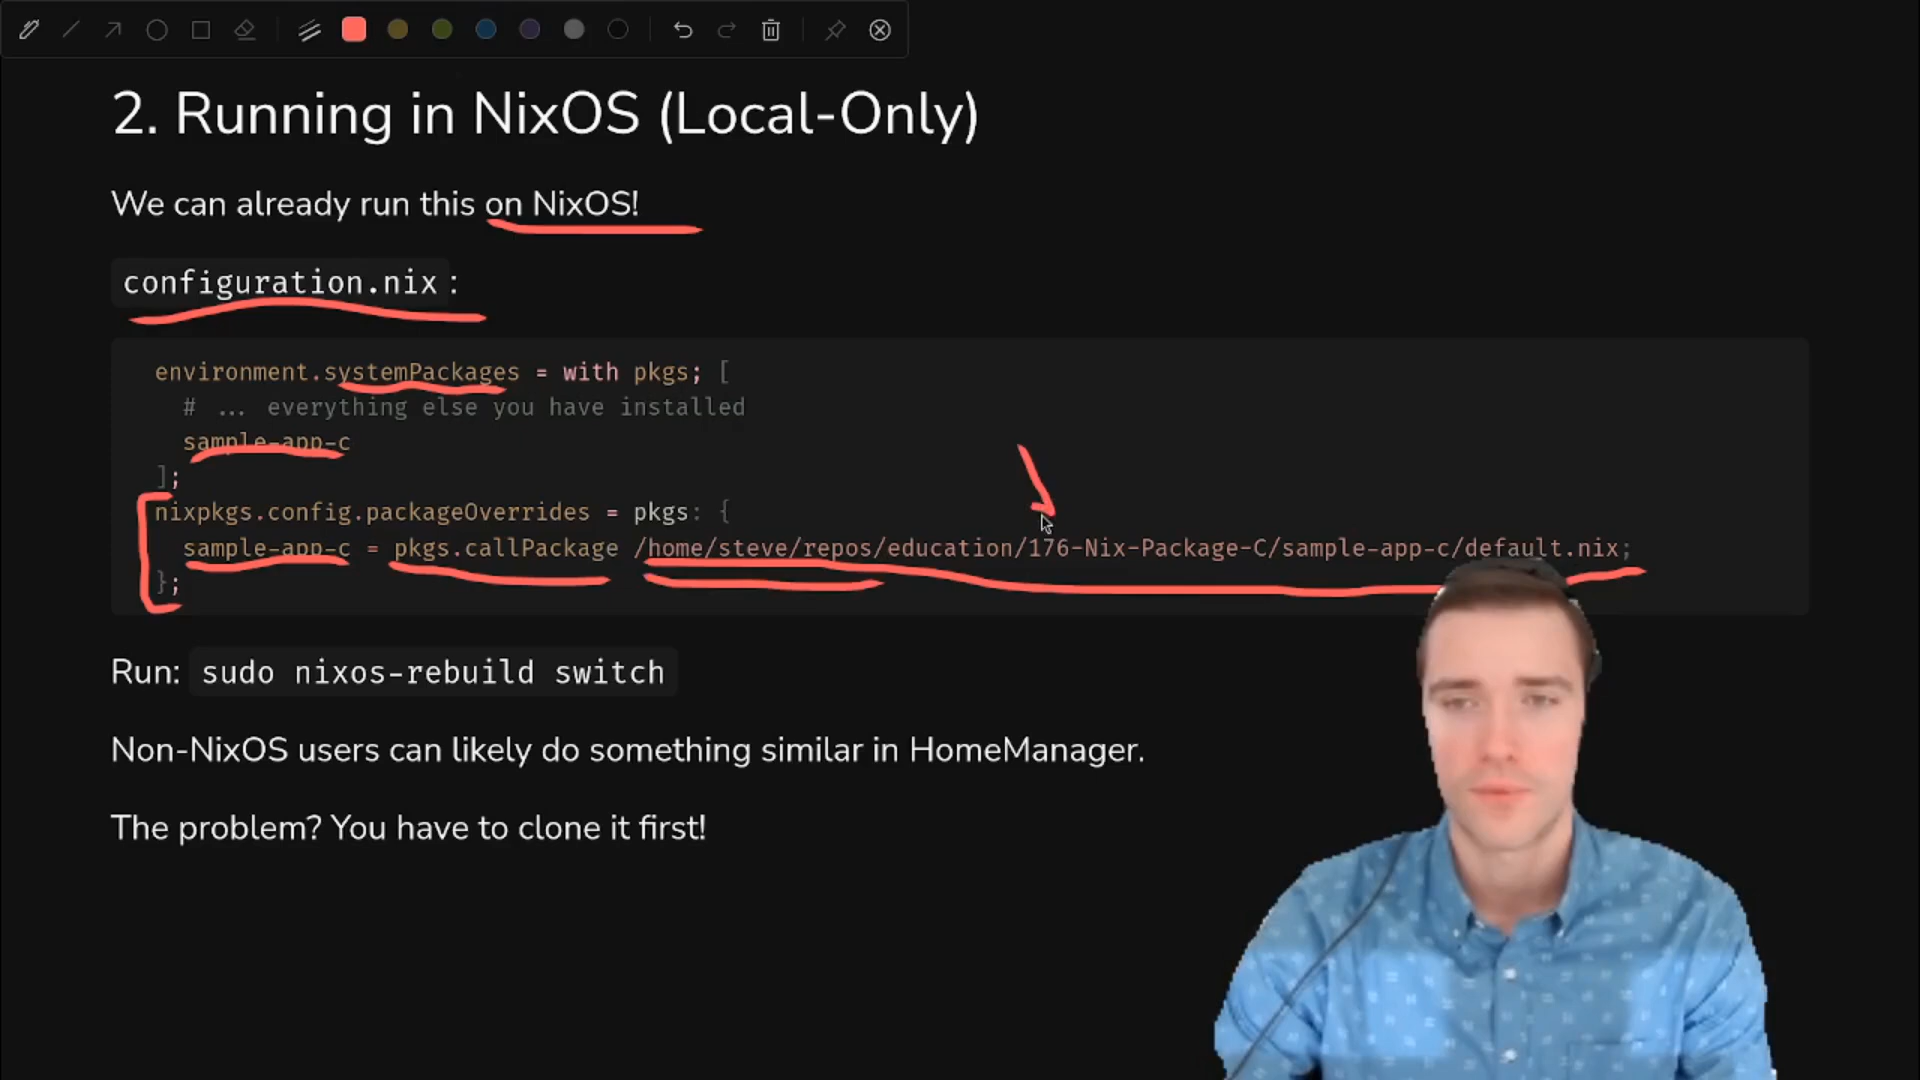 2. Running in NixOS (Local-Only)
We can already run this on NixOS!
configuration.nix:
environment.systemPackages = with pkgs; [
# ... everything else you have installed
sample-app-c
];
nixpkgs.config.packageOverrides = pkgs: {
sample-app-c = pkgs.callPackage /home/steve/repos/education/176-Nix-Package-C/sample-app-c/default.nix;
};
Run: sudo nixos-rebuild switch
Non-NixOS users can likely do something similar in HomeManager.
The problem? You have to clone it first!